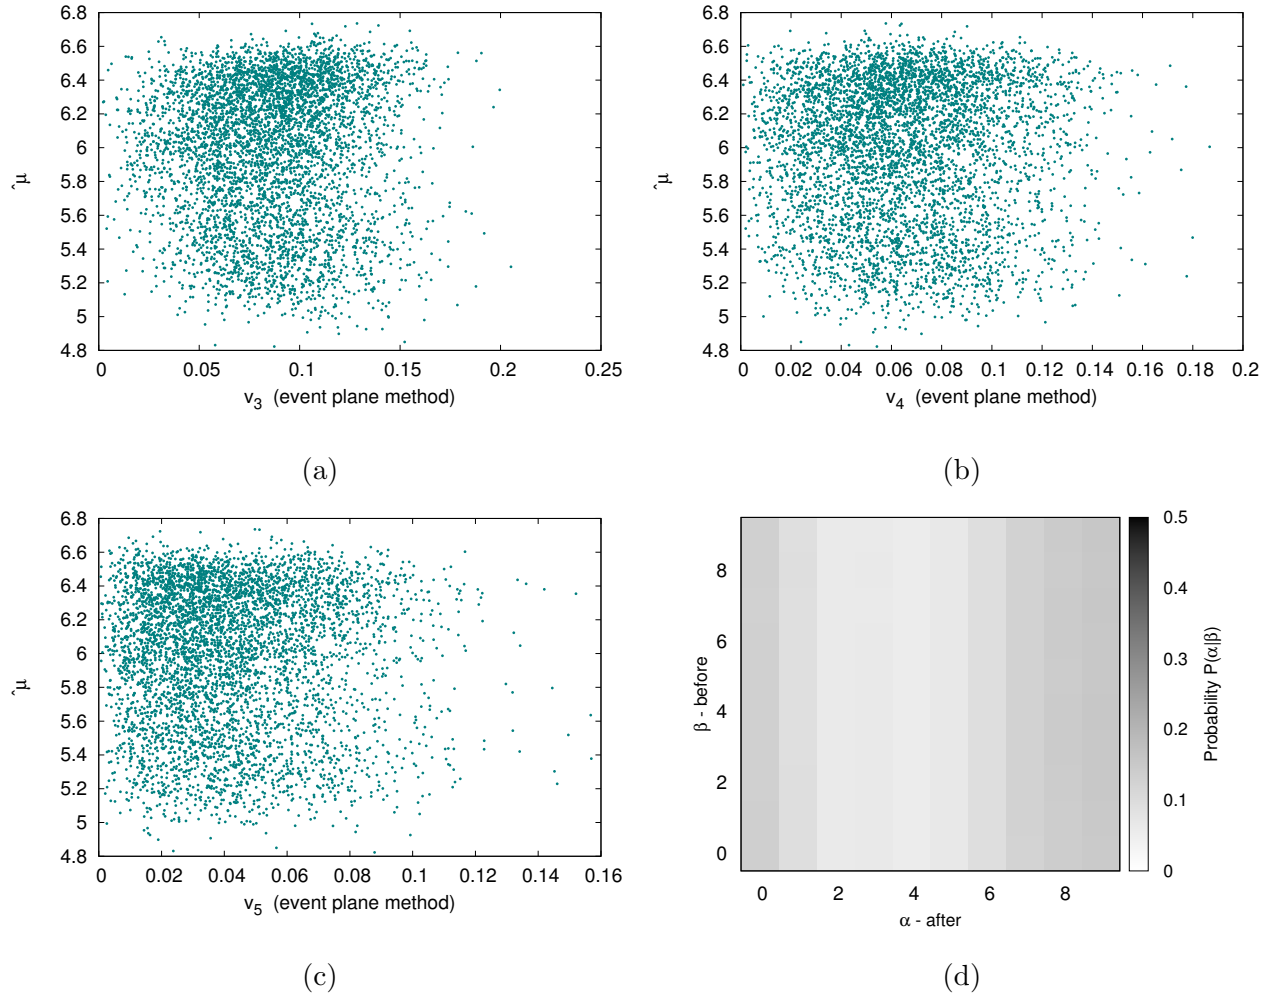 6.8
6.6
6.4
6.2
6
5.8
5.6
5.4
5.2
5
4.8
μ̂
0 0.05 0.1 0.15 0.2 0.25
v3 (event plane method)
(a)
6.8
6.6
6.4
6.2
6
5.8
5.6
5.4
5.2
5
4.8
μ̂
0 0.02 0.04 0.06 0.08 0.1 0.12 0.14 0.16 0.18 0.2
v4 (event plane method)
(b)
6.8
6.6
6.4
6.2
6
5.8
5.6
5.4
5.2
5
4.8
μ̂
0 0.02 0.04 0.06 0.08 0.1 0.12 0.14 0.16
v5 (event plane method)
(c)
8
6
4
2
0
β - before
0 2 4 6 8
α - after
0.5
0.4
0.3
0.2
0.1
0
Probability P(α|β)
(d)